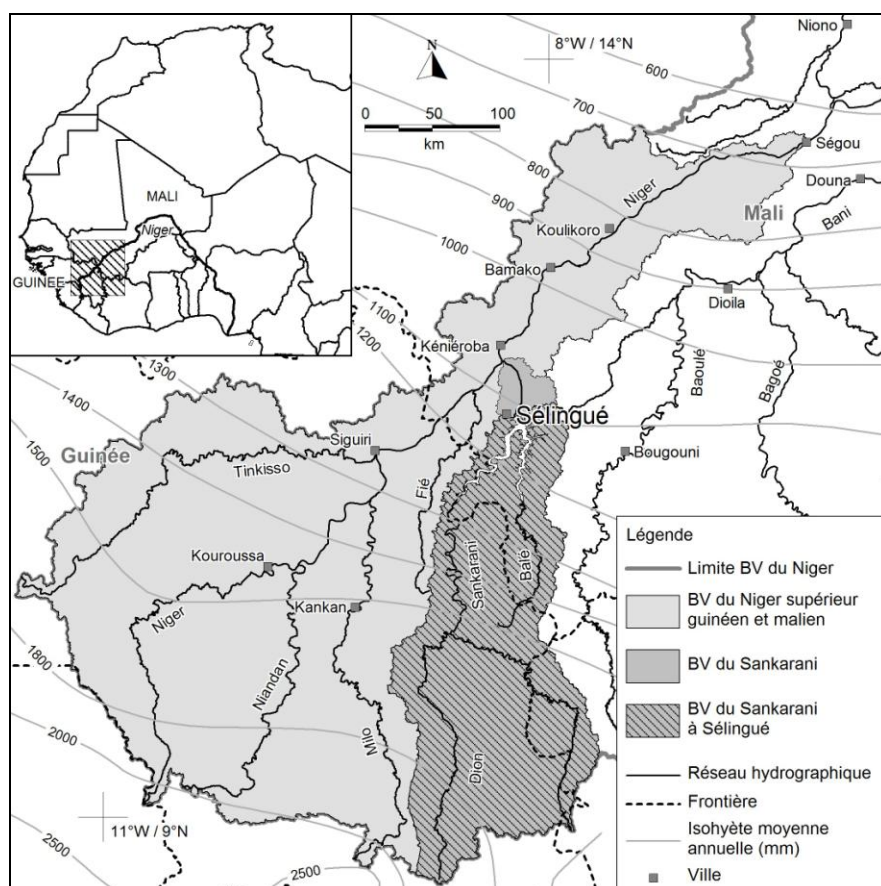 MALI
Niger
GUINEE
N
0 50 100
km
8°W / 14°N
Niono
600
700
800
900
1000
1100
1200
1300
1400
1500
1800
2000
2500
2500
Ségou
Douna
Niger
Mali
Bani
Koulikoro
Bamako
Dioila
Kéniéroba
Baoulé
Bagoé
Sélingué
Siguiri
Guinée
Tinkisso
Fié
Bougouni
Kouroussa
Sankarani
Balé
Niger
Kankan
Niandan
Milo
Dion
11°W / 9°N
Légende
Limite BV du Niger
BV du Niger supérieur
guinéen et malien
BV du Sankarani
BV du Sankarani
à Sélingué
Réseau hydrographique
Frontière
Isohyète moyenne
annuelle (mm)
Ville